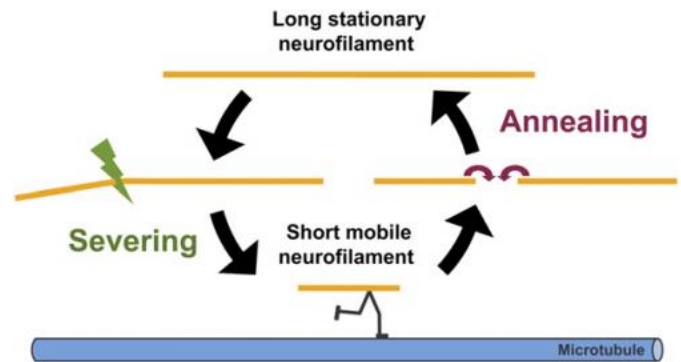 Long stationary
neurofilament
Annealing
Severing
Short mobile
neurofilament
Microtubule